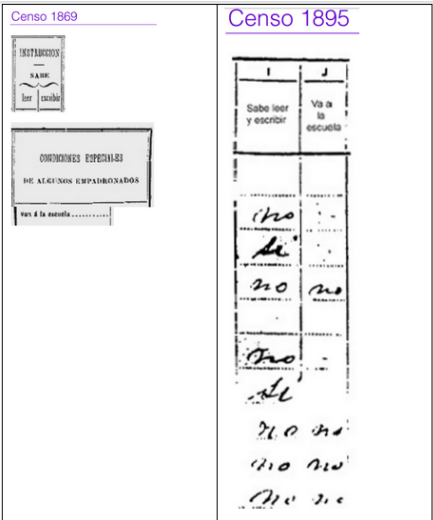 Censo 1869
INSTRUCCION
SABE
leer escribir
CONDICIONES ESPECIALES
DE ALGUNOS EMPADRONADOS
van á la escuela ..........
Censo 1895
I J
Sabe leer Va a
y escribir la
escuela
no -
si -
no no
no -
si
no no
no no
no no